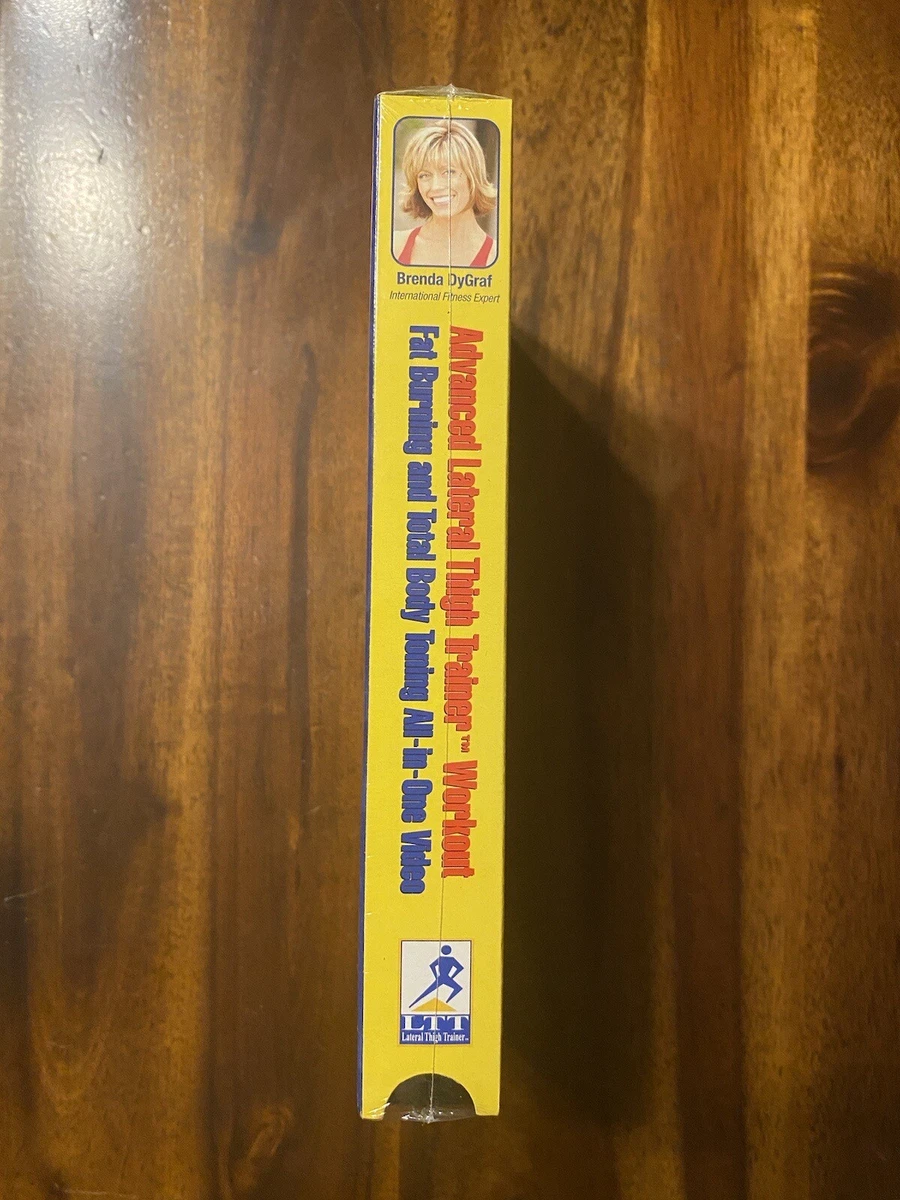 Brenda DyGraf
International Fitness Expert
Advanced Lateral Thigh Trainer™ Workout
Fat Burning and Total Body Toning All-in-One Video
LTT
Lateral Thigh Trainer™